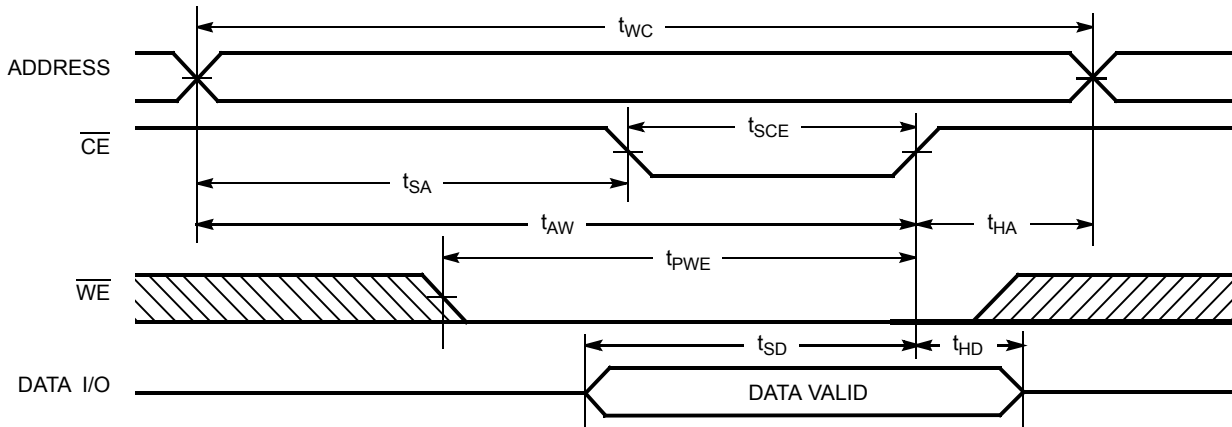 tWC
ADDRESS
CE
tSCE
tSA
tAW
tHA
tPWE
WE
tSD
tHD
DATA I/O
DATA VALID